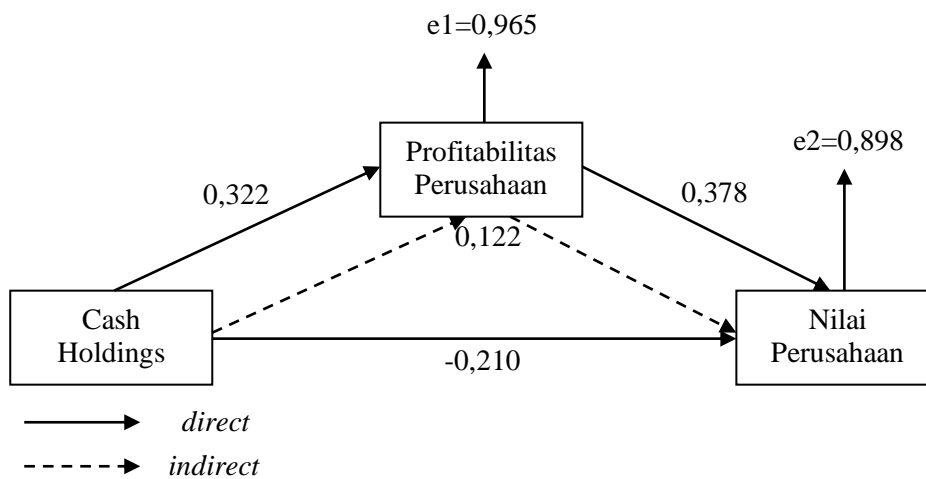 e1=0,965
Profitabilitas
Perusahaan
e2=0,898
0,322
0,378
0,122
Cash
Holdings
Nilai
Perusahaan
-0,210
direct
indirect